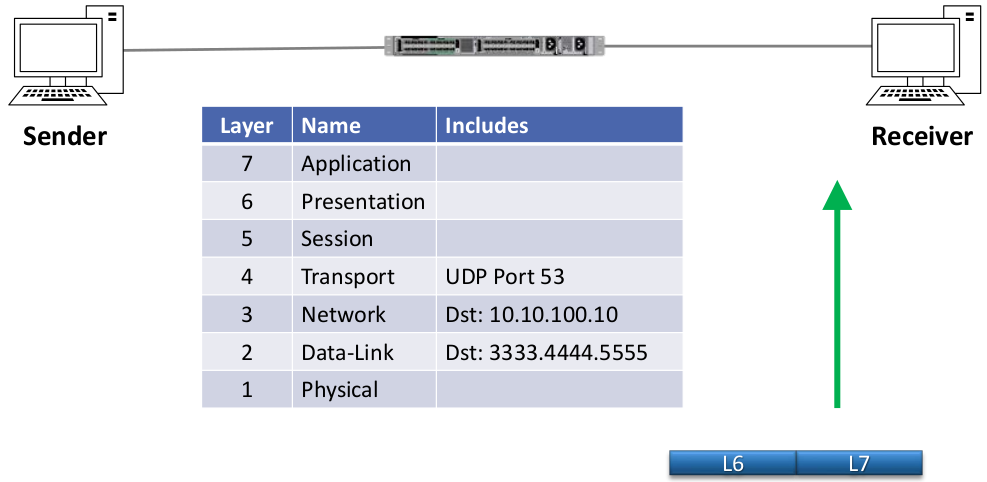 Sender
Receiver
Layer Name Includes
7 Application
6 Presentation
5 Session
4 Transport UDP Port 53
3 Network Dst: 10.10.100.10
2 Data-Link Dst: 3333.4444.5555
1 Physical
L6 L7